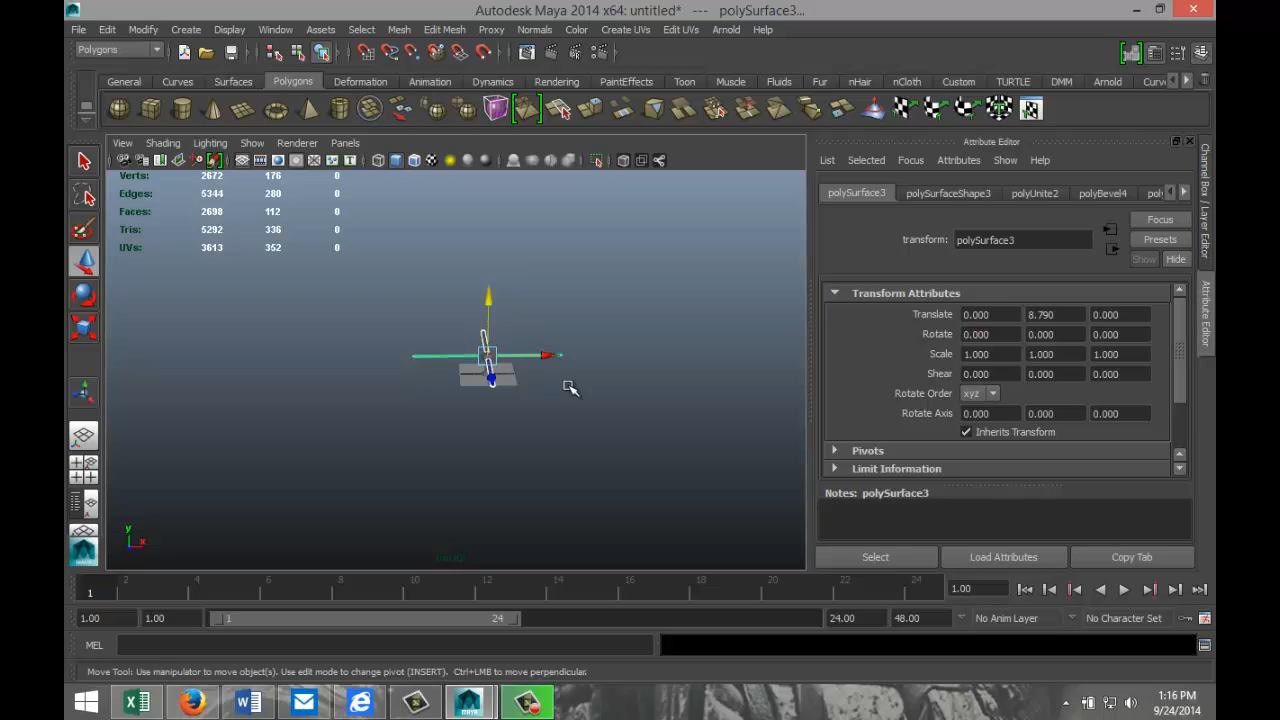 Autodesk Maya 2014 x64: untitled* --- polySurface3...
File Edit Modify Create Display Window Assets Select Mesh Edit Mesh Proxy Normals Color Create UVs Edit UVs Arnold Help
Polygons
General Curves Surfaces Polygons Deformation Animation Dynamics Rendering PaintEffects Toon Muscle Fluids Fur nHair nCloth Custom TURTLE DMM Arnold Curv
View Shading Lighting Show Renderer Panels
Verts: 2672 176 0
Edges: 5344 280 0
Faces: 2698 112 0
Tris: 5292 336 0
UVs: 3613 352 0
y
x
Attribute Editor
List Selected Focus Attributes Show Help
polySurface3 polySurfaceShape3 polyUnite2 polyBevel4 pol
Focus
transform: polySurface3
Presets
Show Hide
Transform Attributes
Translate 0.000 8.790 0.000
Rotate 0.000 0.000 0.000
Scale 1.000 1.000 1.000
Shear 0.000 0.000 0.000
Rotate Order xyz
Rotate Axis 0.000 0.000 0.000
Inherits Transform
Pivots
Limit Information
Notes: polySurface3
Select Load Attributes Copy Tab
Channel Box / Layer Editor
Attribute Editor
2 4 6 8 10 12 14 16 18 20 22 24
1
1.00
1.00 1.00 1 24 24.00 48.00 No Anim Layer No Character Set
MEL
Move Tool: Use manipulator to move object(s). Use edit mode to change pivot (INSERT). Ctrl+LMB to move perpendicular.
1:16 PM
9/24/2014